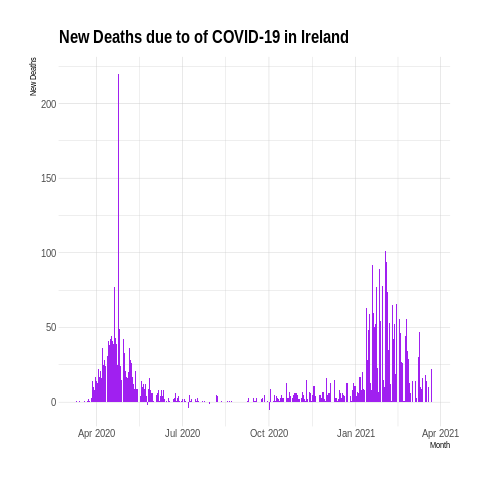 New Deaths due to of COVID-19 in Ireland
New Deaths
200
150
100
50
0
Apr 2020 Jul 2020 Oct 2020 Jan 2021 Apr 2021
Month